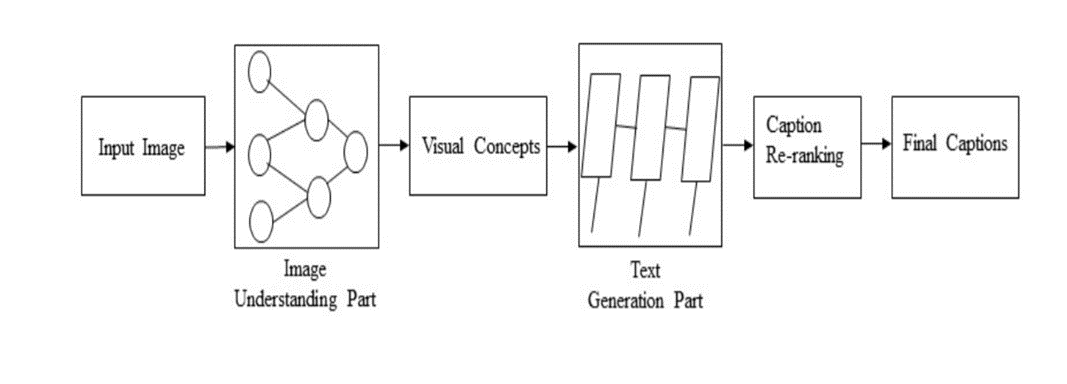 Input Image
Image
Understanding Part
Visual Concepts
Text
Generation Part
Caption
Re-ranking
Final Captions